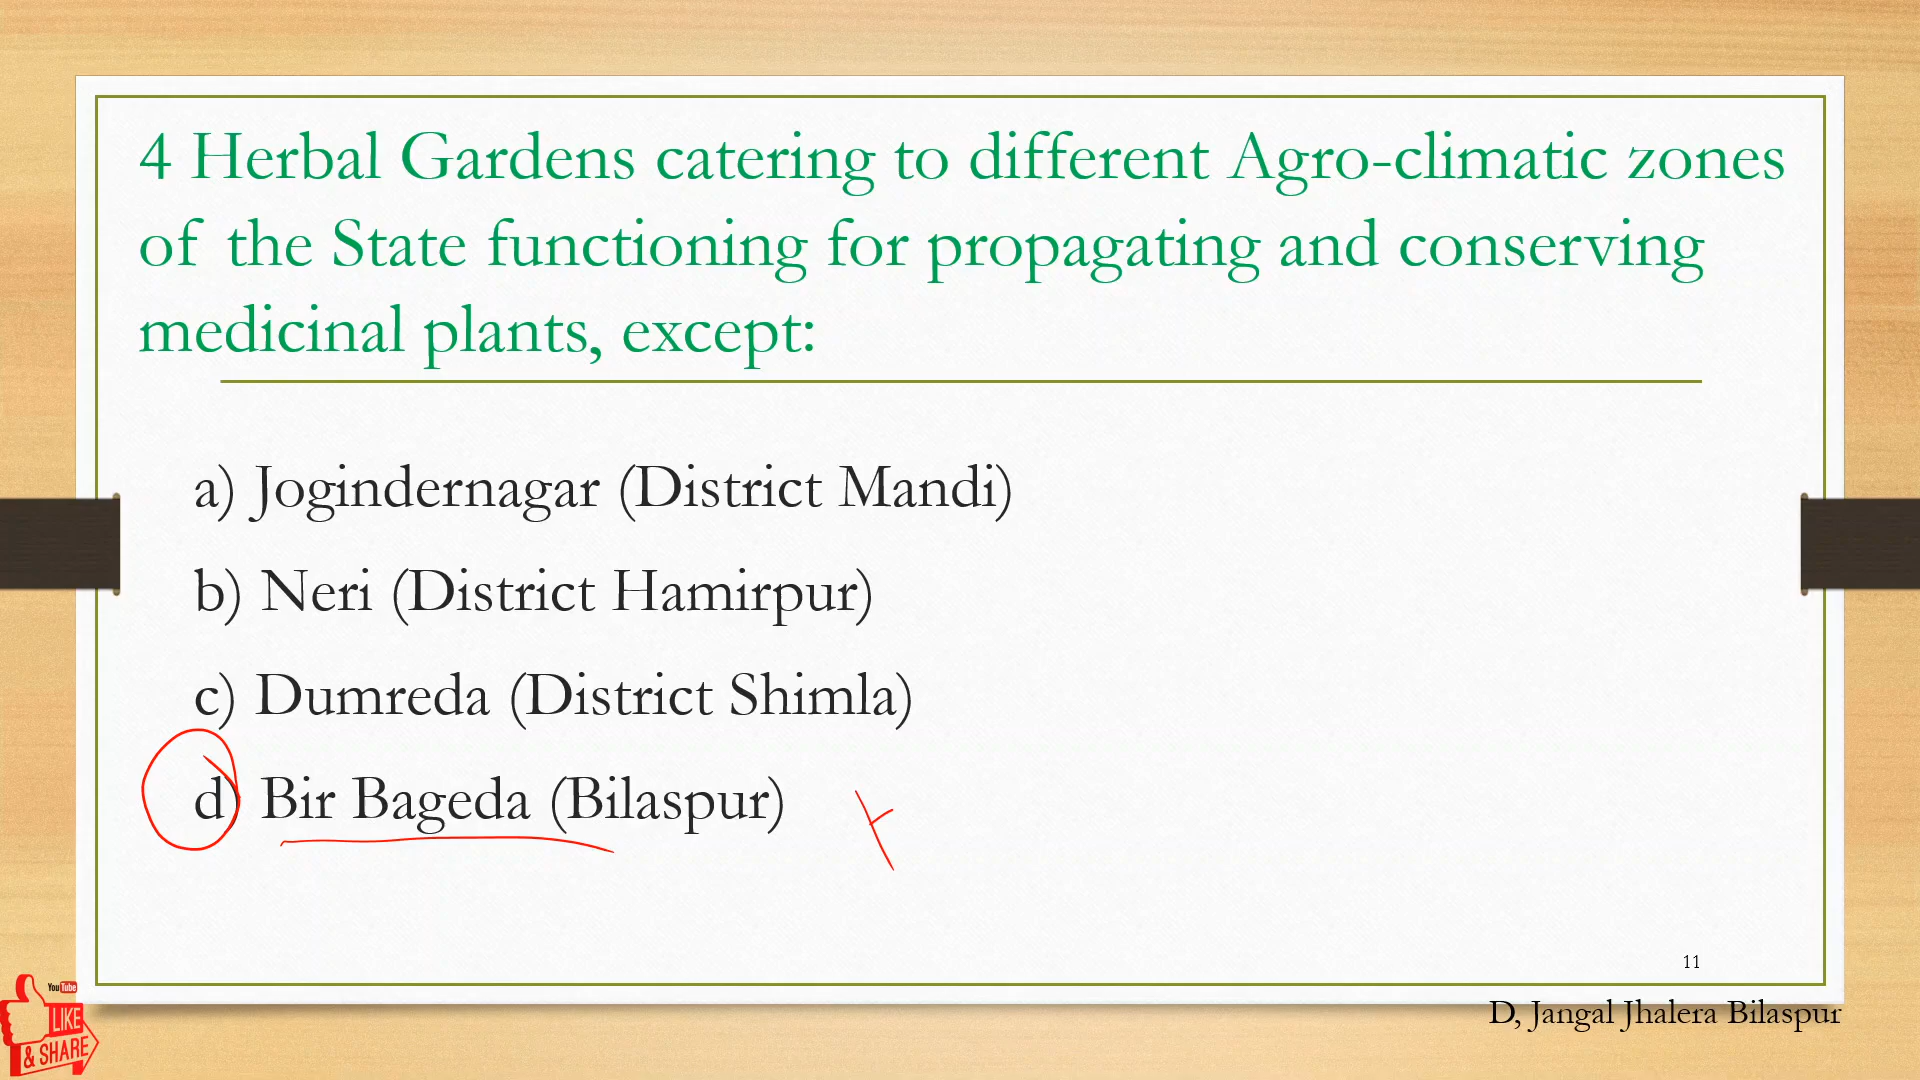 4 Herbal Gardens catering to different Agro-climatic zones
of the State functioning for propagating and conserving
medicinal plants, except:
a) Jogindernagar (District Mandi)
b) Neri (District Hamirpur)
c) Dumreda (District Shimla)
d) Bir Bageda (Bilaspur)
11
D, Jangal Jhalera Bilaspur
YouTube
LIKE
& SHARE